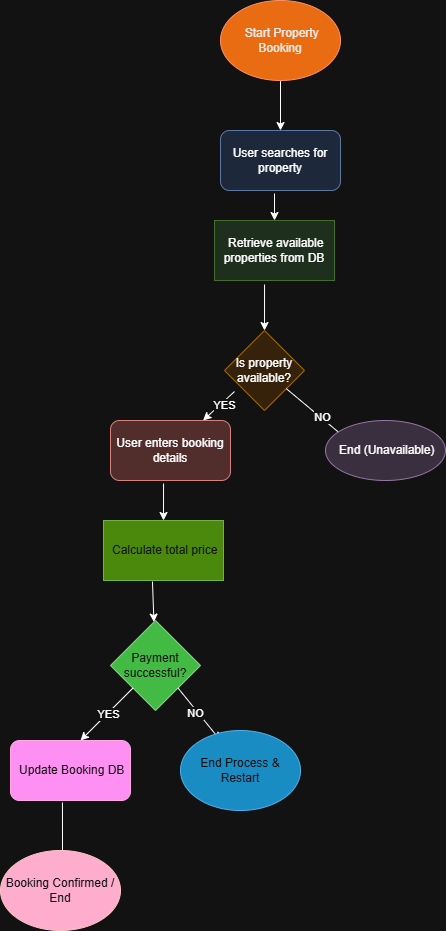 Start Property
Booking
User searches for
property
Retrieve available
properties from DB
Is property
available?
YES
NO
User enters booking
details
End (Unavailable)
Calculate total price
Payment
successful?
YES
NO
End Process &
Restart
Update Booking DB
Booking Confirmed /
End